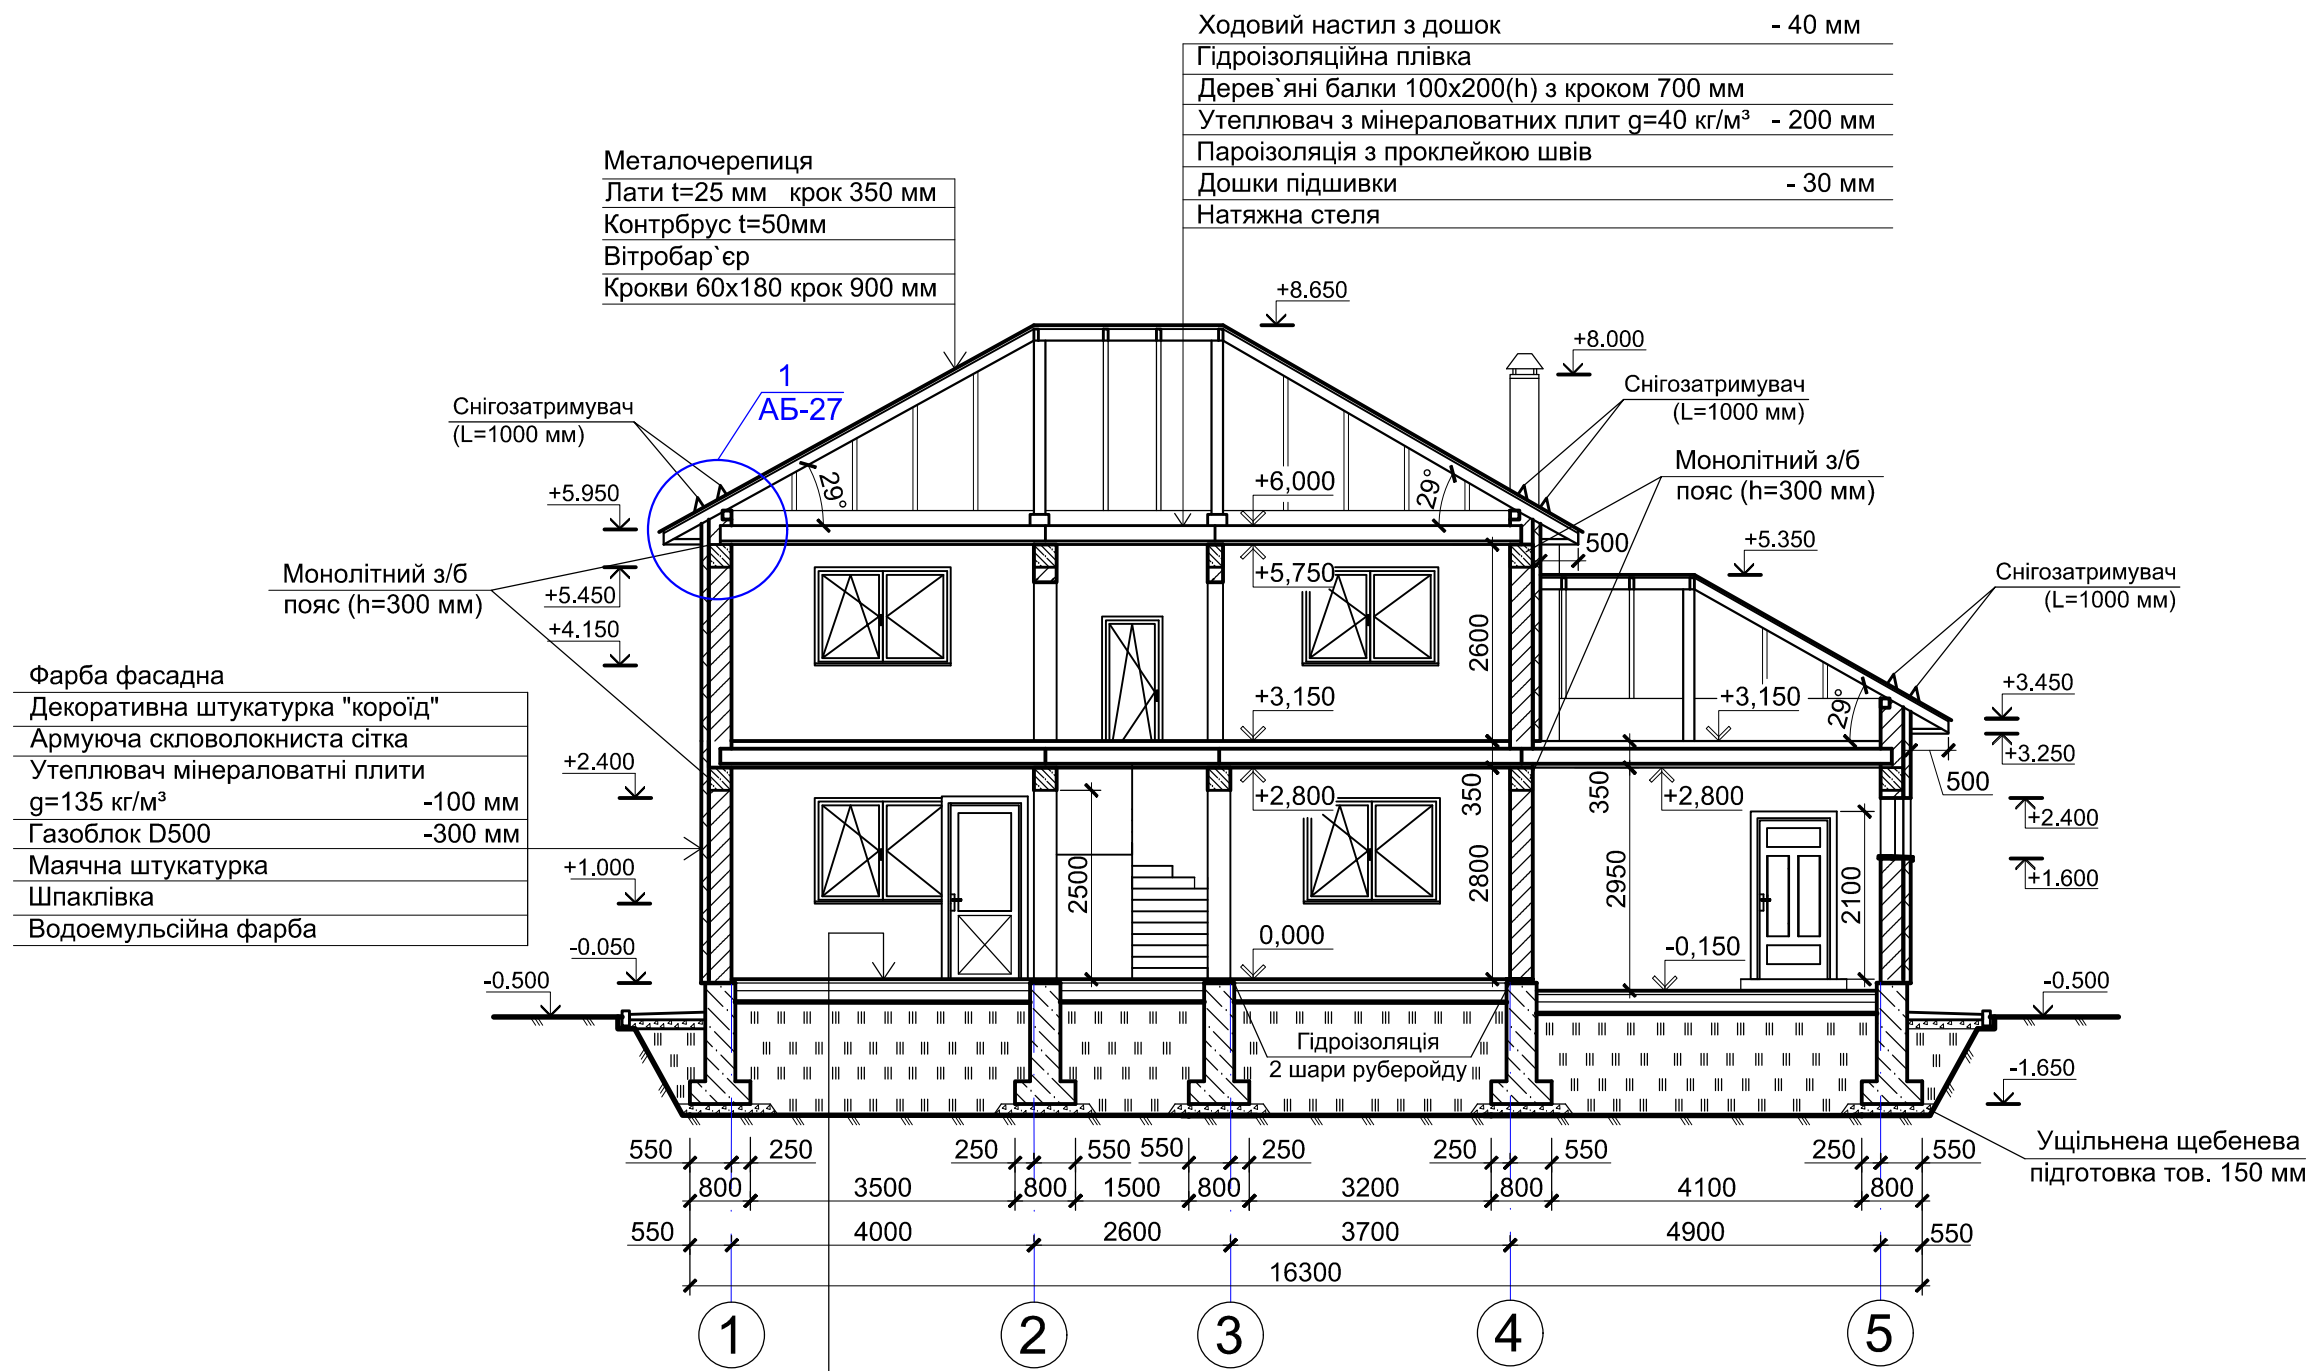 Ходовий настил з дошок - 40 мм
Гідроізоляційна плівка
Дерев`яні балки 100х200(h) з кроком 700 мм
Утеплювач з мінераловатних плит g=40 кг/м³ - 200 мм
Пароізоляція з проклейкою швів
Дошки підшивки - 30 мм
Натяжна стеля
Металочерепиця
Лати t=25 мм крок 350 мм
Контрбрус t=50мм
Вітробар`єр
Крокви 60х180 крок 900 мм
+8.650
+8.000
1
АБ-27
Снігозатримувач
(L=1000 мм)
Снігозатримувач
(L=1000 мм)
Монолітний з/б
пояс (h=300 мм)
29°
29°
+6,000
+5.950
500
+5.350
+5,750
Снігозатримувач
(L=1000 мм)
Монолітний з/б
пояс (h=300 мм)
+5.450
+4.150
2600
Фарба фасадна
Декоративна штукатурка "короїд"
Армуюча скловолокниста сітка
Утеплювач мінераловатні плити
g=135 кг/м³ -100 мм
Газоблок D500 -300 мм
Маячна штукатурка
Шпаклівка
Водоемульсійна фарба
+3,150
+3,150
29°
+3.450
+3.250
500
+2.400
+2,800
350
350
+2,800
+2.400
+1.000
2500
2800
2950
2100
+1.600
-0.050
0,000
-0,150
-0.500
-0.500
Гідроізоляція
2 шари руберойду
-1.650
Ущільнена щебенева
підготовка тов. 150 мм
550 250 250 550 550 250 250 550 250 550
800 3500 800 1500 800 3200 800 4100 800
550 4000 2600 3700 4900 550
16300
1 2 3 4 5